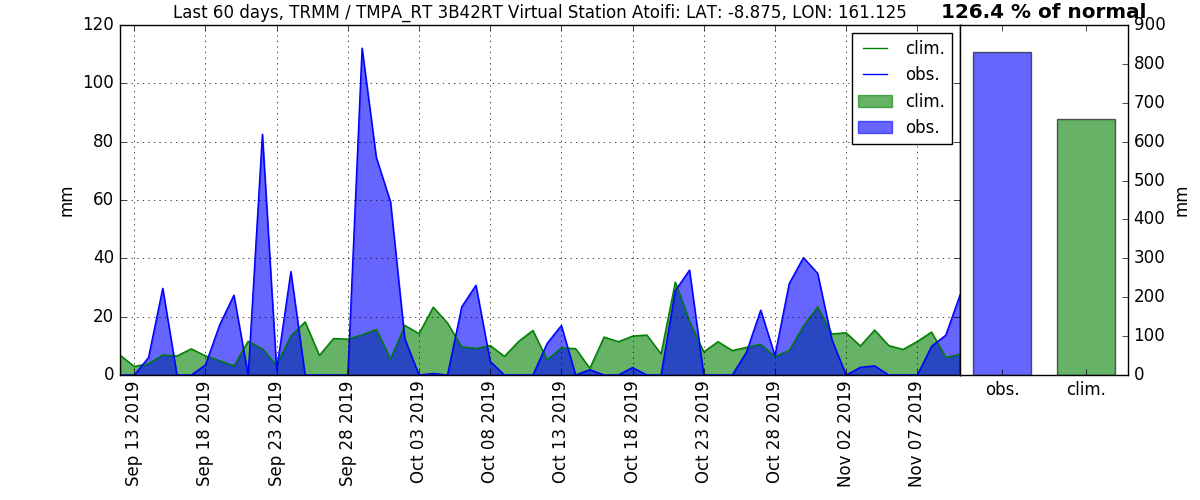 Last 60 days, TRMM / TMPA_RT 3B42RT Virtual Station Atoifi: LAT: -8.875, LON: 161.125
126.4 % of normal
120
100
80
60
40
20
0
mm
clim.
obs.
clim.
obs.
900
800
700
600
500
400
300
200
100
0
mm
obs.
clim.
Sep 13 2019
Sep 18 2019
Sep 23 2019
Sep 28 2019
Oct 03 2019
Oct 08 2019
Oct 13 2019
Oct 18 2019
Oct 23 2019
Oct 28 2019
Nov 02 2019
Nov 07 2019